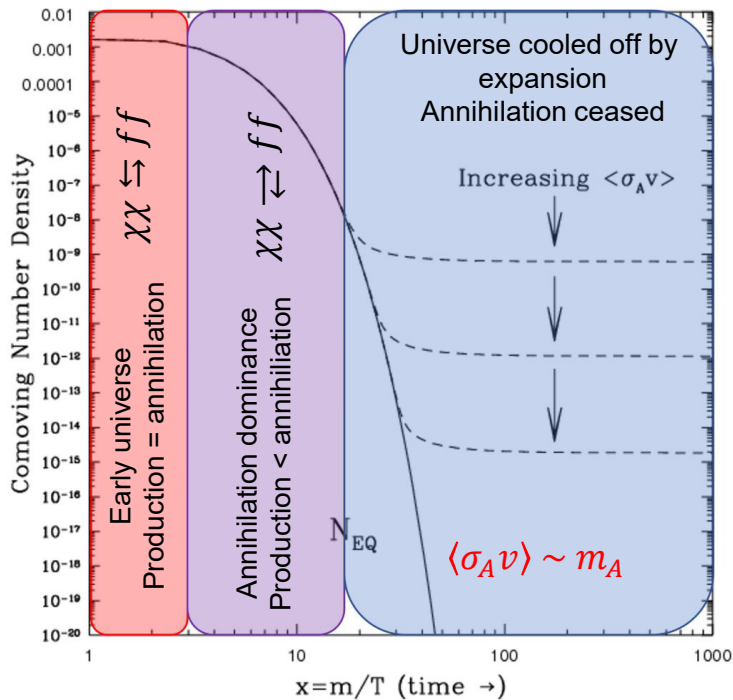 0.01
0.001
0.0001
10⁻⁵
10⁻⁶
10⁻⁷
10⁻⁸
10⁻⁹
10⁻¹⁰
10⁻¹¹
10⁻¹²
10⁻¹³
10⁻¹⁴
10⁻¹⁵
10⁻¹⁶
10⁻¹⁷
10⁻¹⁸
10⁻¹⁹
10⁻²⁰
Comoving Number Density
χχ ⇆ ff
Early universe
Production = annihilation
χχ ⇄ ff
Annihilation dominance
Production < annihiliation
Universe cooled off by
expansion
Annihilation ceased
Increasing <σ_A v>
N_EQ
⟨σ_A v⟩ ~ m_A
1
10
100
1000
x=m/T (time →)